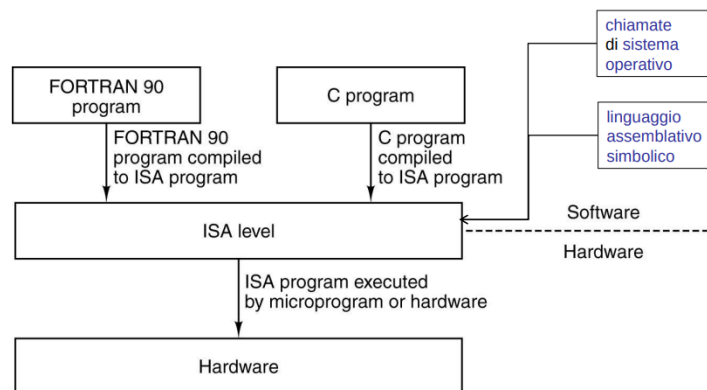 chiamate
di sistema
operativo
FORTRAN 90
program
C program
linguaggio
assemblativo
simbolico
FORTRAN 90
program compiled
to ISA program
C program
compiled
to ISA program
ISA level
Software
Hardware
ISA program executed
by microprogram or hardware
Hardware